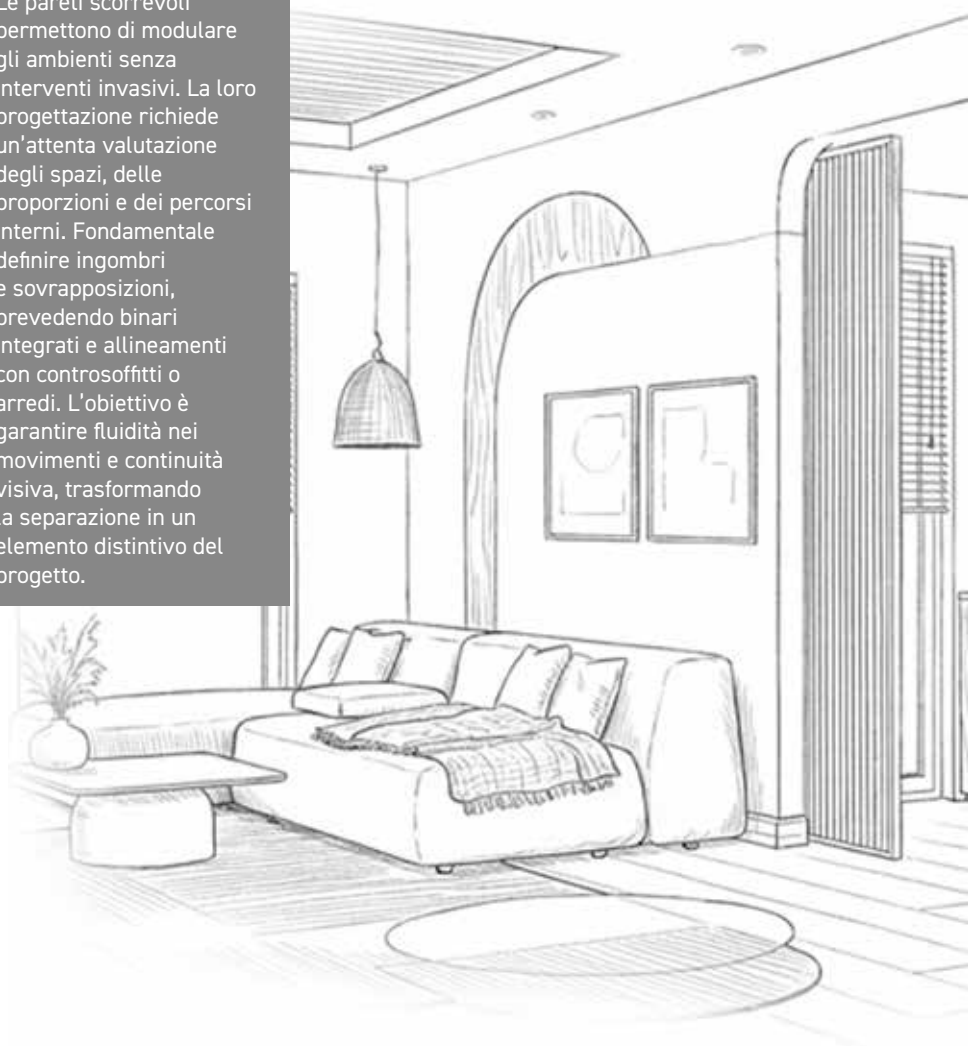 Le pareti scorrevoli
permettono di modulare
gli ambienti senza
interventi invasivi. La loro
progettazione richiede
un'attenta valutazione
degli spazi, delle
proporzioni e dei percorsi
interni. Fondamentale
definire ingombri
e sovrapposizioni,
prevedendo binari
integrati e allineamenti
con controsoffitti o
arredi. L'obiettivo è
garantire fluidità nei
movimenti e continuità
visiva, trasformando
la separazione in un
elemento distintivo del
progetto.